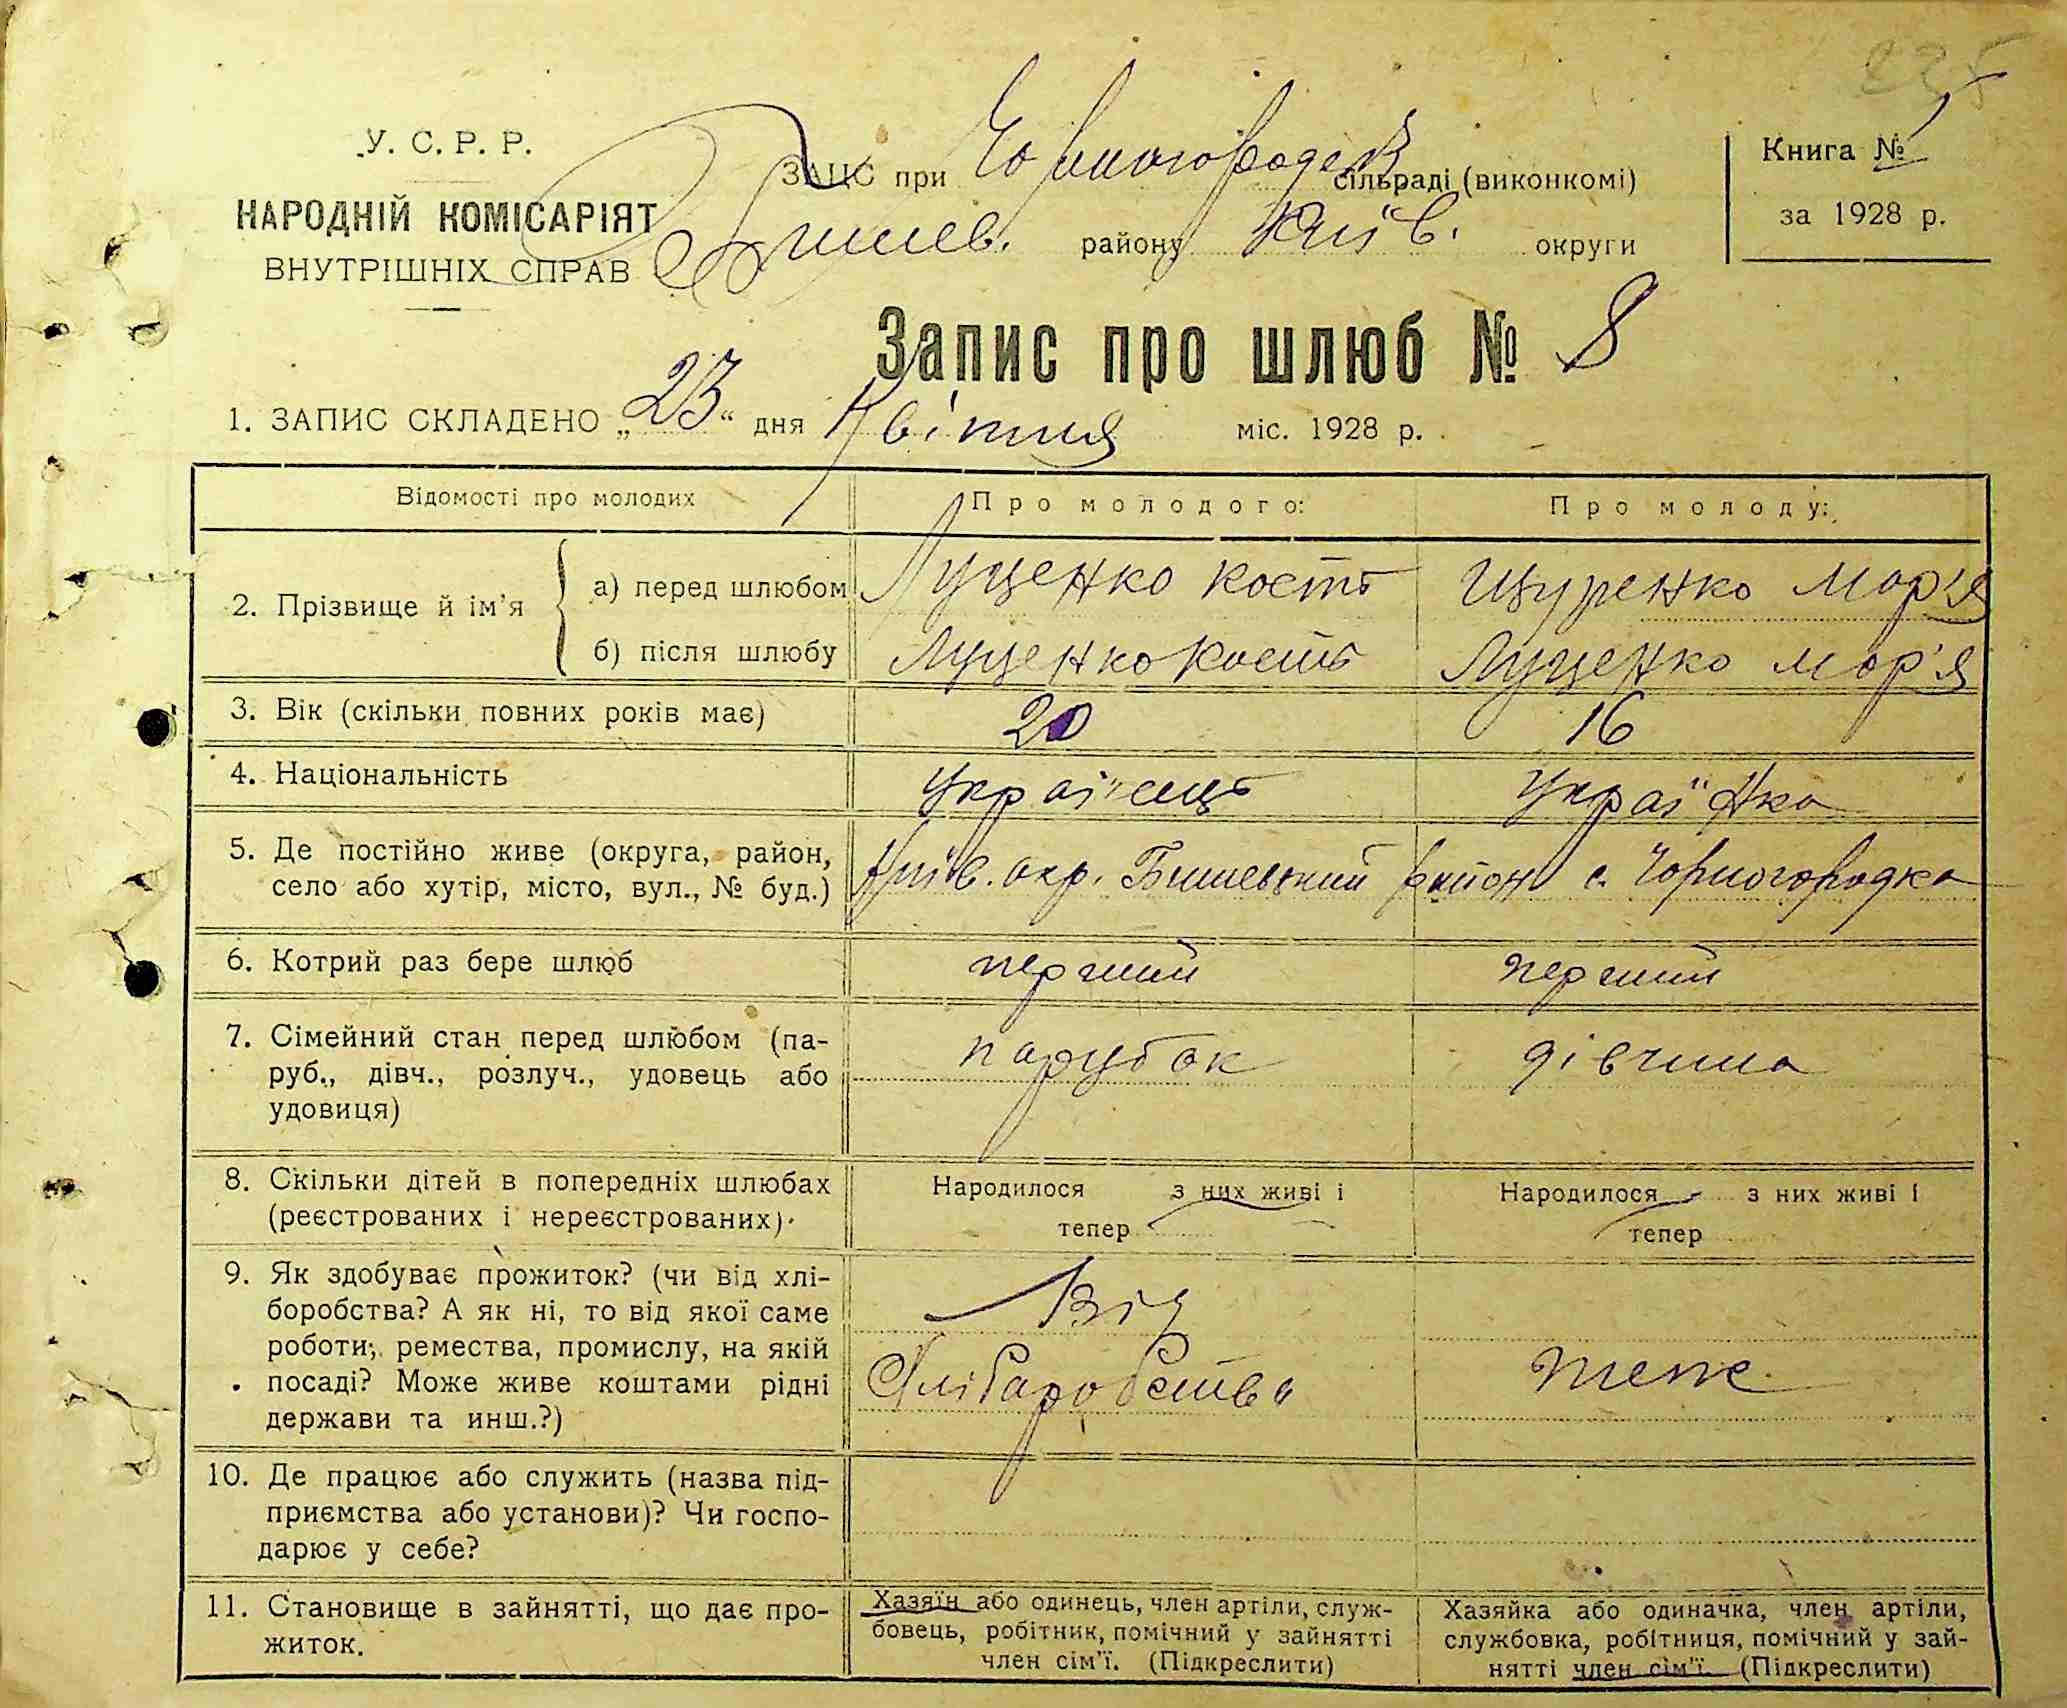 225
У. С. Р. Р.
НАРОДНІЙ КОМІСАРІЯТ
ВНУТРІШНІХ СПРАВ
ЗАЦС при Чорногородск сільраді (виконкомі)
Бишев. району Київ. округи
Книга № 1
за 1928 р.
Запис про шлюб № 8
1. ЗАПИС СКЛАДЕНО „23“ дня Квітня міс. 1928 р.
Відомості про молодих Про молодого: Про молоду:
2. Прізвище й ім’я
а) перед шлюбом Луценко Кость Щуренко Мар'я
б) після шлюбу Луценко Кость Луценко Мар'я
3. Вік (скільки повних років має) 20 16
4. Національність Українець Українка
5. Де постійно живе (округа, район,
село або хутір, місто, вул., № буд.) Київ. окр. Бишевський район с. Чорногородка
6. Котрий раз бере шлюб перший перший
7. Сімейний стан перед шлюбом (па-
руб., дівч., розлуч., удовець або
удовиця) парубок дівчина
8. Скільки дітей в попередніх шлюбах
(реєстрованих і нереєстрованих).
Народилося з них живі і
тепер
Народилося - з них живі і
тепер
9. Як здобуває прожиток? (чи від хлі-
боробства? А як ні, то від якої саме
роботи, ремества, промислу, на якій
посаді? Може живе коштами рідні
держави та инш.?)
Від
Хлібаробства теж
10. Де працює або служить (назва під-
приємства або установи)? Чи госпо-
дарює у себе?
11. Становище в зайнятті, що дає про-
житок.
Хазяїн або одинець, член артіли, служ-
бовець, робітник, помічний у зайнятті
член сім’ї. (Підкреслити)
Хазяйка або одиначка, член артіли,
службовка, робітниця, помічний у зай-
нятті член сім’ї. (Підкреслити)